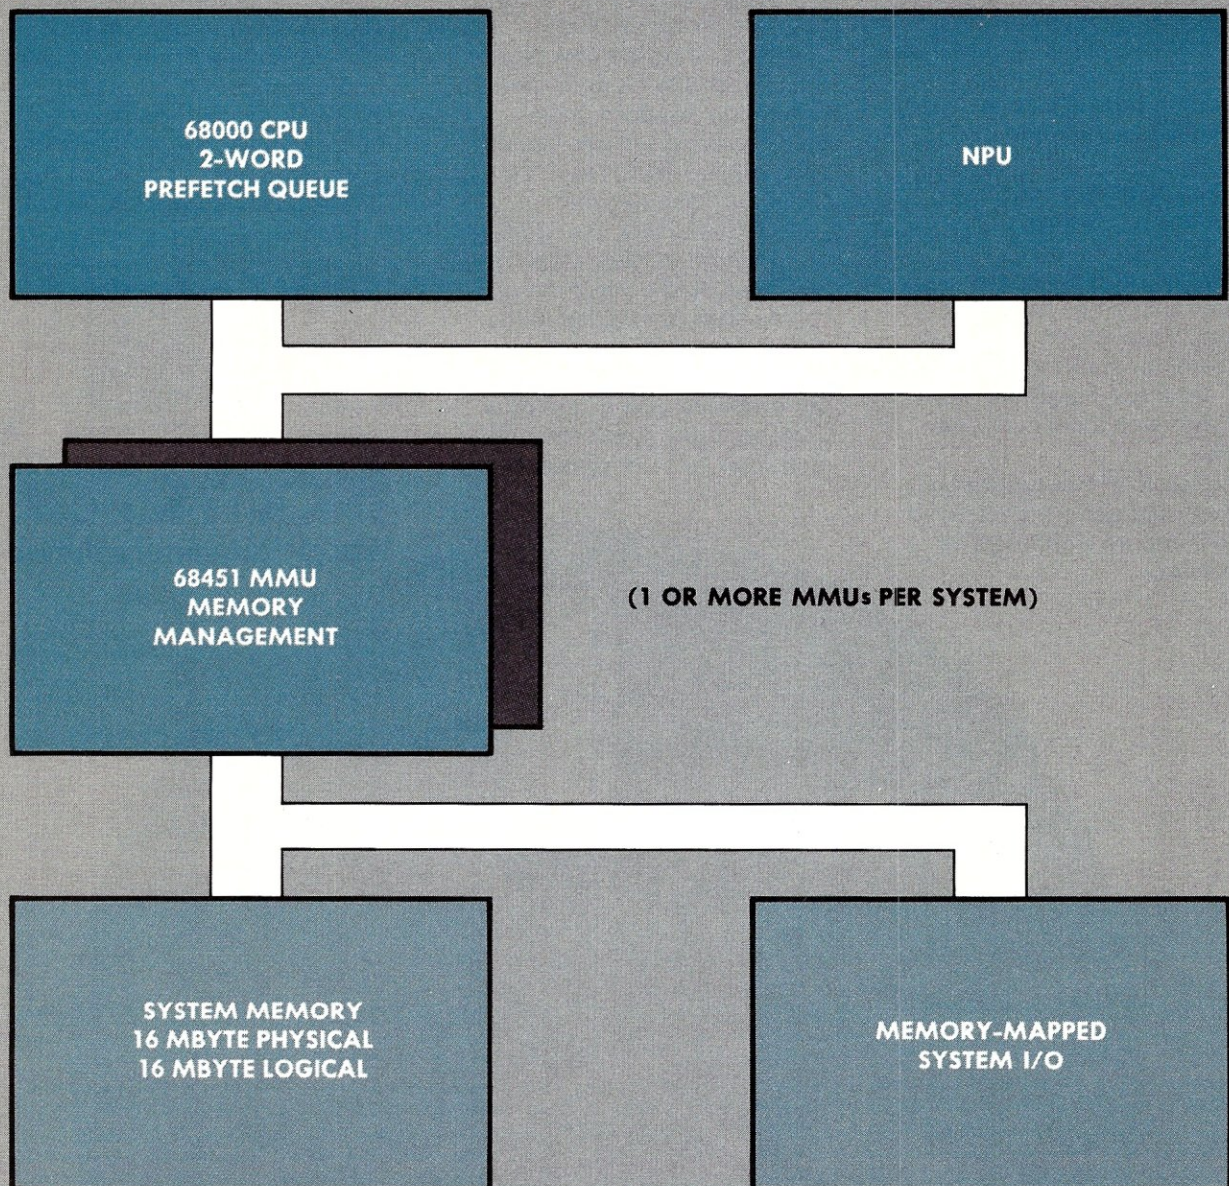 68000 CPU
2-WORD
PREFETCH QUEUE
NPU
68451 MMU
MEMORY
MANAGEMENT
(1 OR MORE MMUs PER SYSTEM)
SYSTEM MEMORY
16 MBYTE PHYSICAL
16 MBYTE LOGICAL
MEMORY-MAPPED
SYSTEM I/O